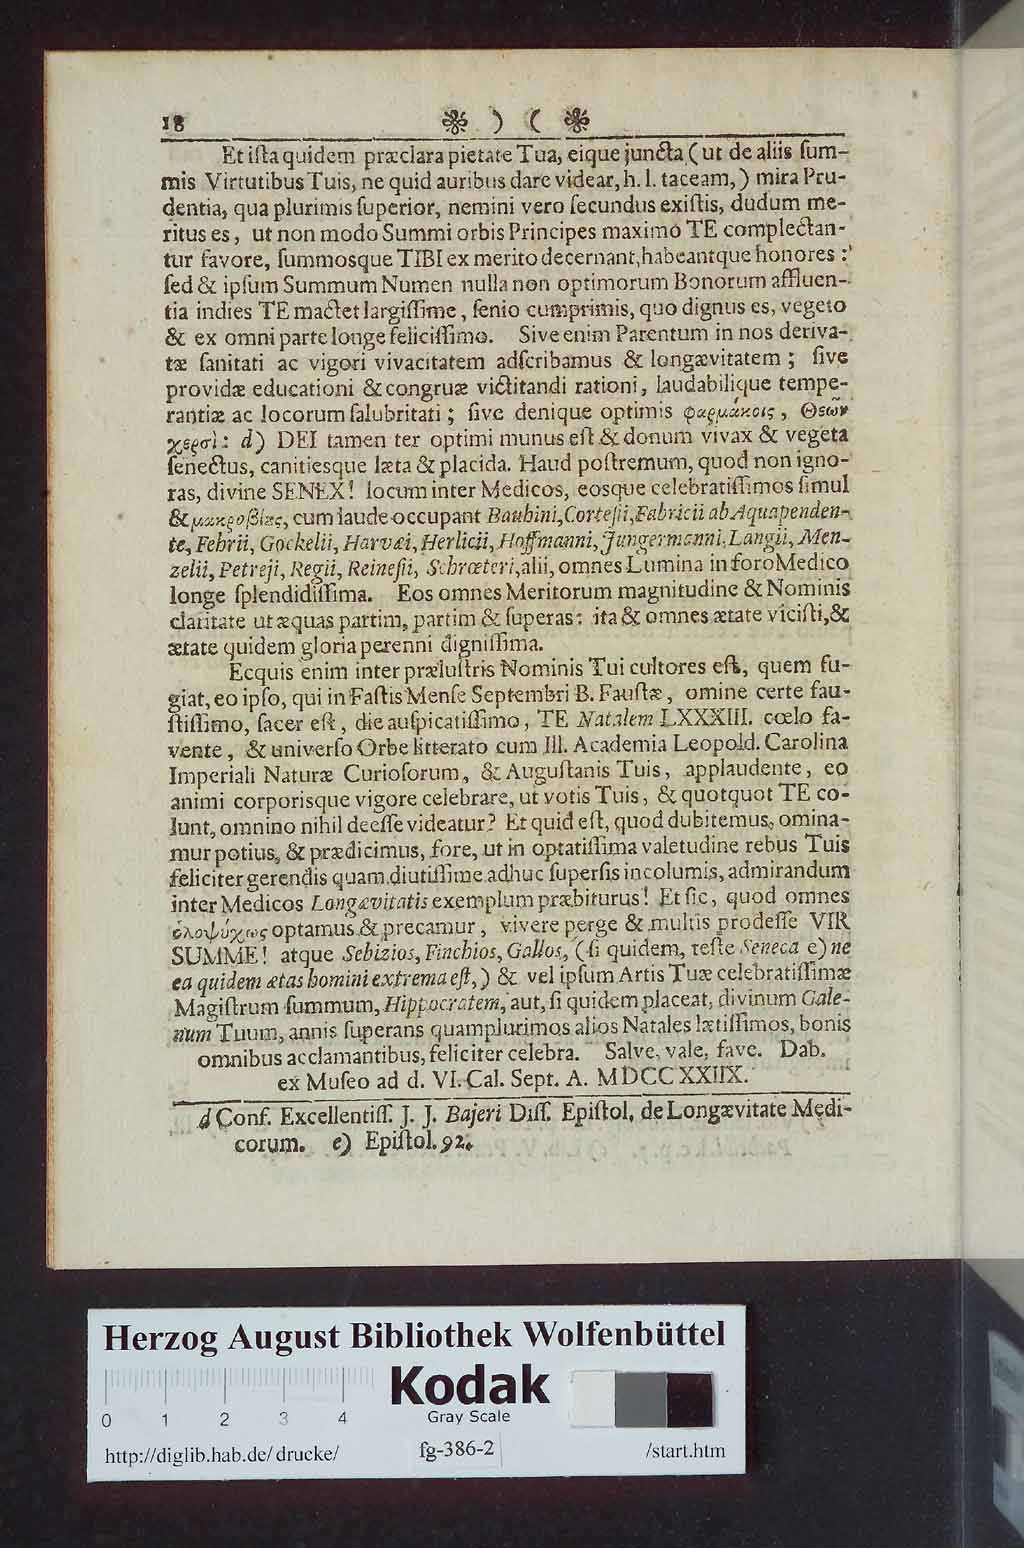 18 ❀ ) ( ❀
Et iſta quidem præclara pietate Tua, eique juncta (ut de aliis ſum-
mis Virtutibus Tuis, ne quid auribus dare videar, h. l. taceam,) mira Pru-
dentia, qua plurimis ſuperior, nemini vero ſecundus exiſtis, dudum me-
ritus es, ut non modo Summi orbis Principes maximo TE complectan-
tur favore, ſummosque TIBI ex merito decernant, habeantque honores:
ſed & ipſum Summum Numen nulla non optimorum Bonorum affluen-
tia indies TE mactet largiſſime, ſenio cumprimis, quo dignus es, vegeto
& ex omni parte longe feliciſſimo. Sive enim Parentum in nos deriva-
tæ ſanitati ac vigori vivacitatem adſcribamus & longævitatem; ſive
providæ educationi & congruæ victitandi rationi, laudabilique tempe-
rantiæ ac locorum ſalubritati; ſive denique optimis φαρμάκοις, Θεῶν
χερσὶ: d) DEI tamen ter optimi munus eſt & donum vivax & vegeta
ſenectus, canitiesque læta & placida. Haud poſtremum, quod non igno-
ras, divine SENEX! locum inter Medicos, eosque celebratiſſimos ſimul
& μακροβίȣς, cum laude occupant Bauhini, Corteſii, Fabricii ab Aquapenden-
te, Febrii, Gockelii, Harvæi, Herlicii, Hoffmanni, Jungermanni, Langii, Men-
zelii, Petreji, Regii, Reineſii, Schrœteri, alii, omnes Lumina in foro Medico
longe ſplendidiſſima. Eos omnes Meritorum magnitudine & Nominis
claritate ut æquas partim, partim & ſuperas: ita & omnes ætate viciſti, &
ætate quidem gloria perenni digniſſima.
Ecquis enim inter præluſtris Nominis Tui cultores eſt, quem fu-
giat, eo ipſo, qui in Faſtis Menſe Septembri B. Fauſtæ, omine certe fau-
ſtiſſimo, ſacer eſt, die auſpicatiſſimo, TE Natalem LXXXIII. cœlo fa-
vente, & univerſo Orbe litterato cum Ill. Academia Leopold. Carolina
Imperiali Naturæ Curioſorum, & Auguſtanis Tuis, applaudente, eo
animi corporisque vigore celebrare, ut votis Tuis, & quotquot TE co-
lunt, omnino nihil deeſſe videatur? Et quid eſt, quod dubitemus, omina-
mur potius, & prædicimus, fore, ut in optatiſſima valetudine rebus Tuis
feliciter gerendis quam diutiſſime adhuc ſuperſis incolumis, admirandum
inter Medicos Longævitatis exemplum præbiturus! Et ſic, quod omnes
ὁλοψύχως optamus & precamur, vivere perge & multis prodeſſe VIR
SUMME! atque Sebizios, Finchios, Gallos, (ſi quidem, teſte Seneca e) ne
ea quidem ætas homini extrema eſt,) & vel ipſum Artis Tuæ celebratiſſimæ
Magiſtrum ſummum, Hippocratem, aut, ſi quidem placeat, divinum Gale-
num Tuum, annis ſuperans quamplurimos alios Natales lætiſſimos, bonis
omnibus acclamantibus, feliciter celebra. Salve, vale, fave. Dab.
ex Muſeo ad d. VI. Cal. Sept. A. MDCCXXIIX.
d Conf. Excellentiſſ. J. J. Bajeri Diſſ. Epiſtol, de Longævitate Medi-
corum. e) Epiſtol. 92.
Herzog August Bibliothek Wolfenbüttel
Kodak
Gray Scale
0 1 2 3 4
http://diglib.hab.de/drucke/ fg-386-2 /start.htm